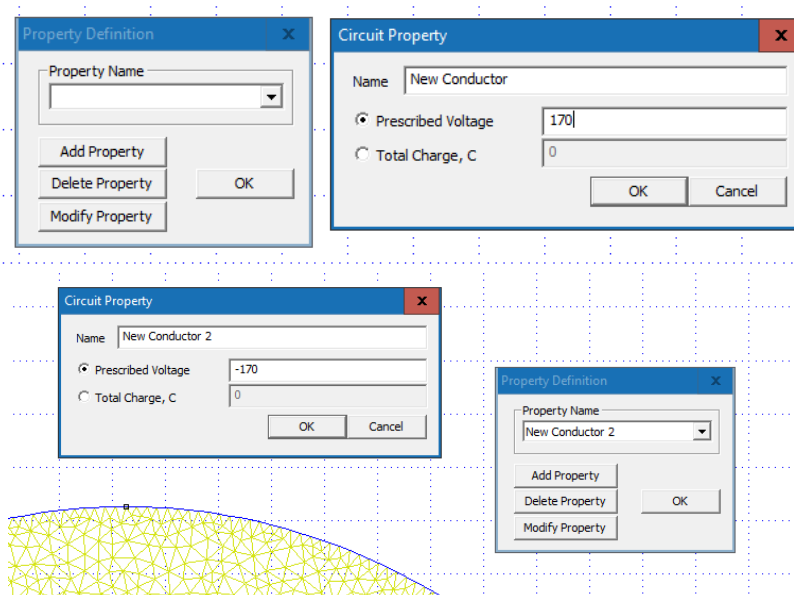 Property Definition x
Property Name
Add Property
Delete Property OK
Modify Property
Circuit Property x
Name New Conductor
Prescribed Voltage 170
Total Charge, C 0
OK Cancel
Circuit Property x
Name New Conductor 2
Prescribed Voltage -170
Total Charge, C 0
OK Cancel
Property Definition x
Property Name
New Conductor 2
Add Property
Delete Property OK
Modify Property